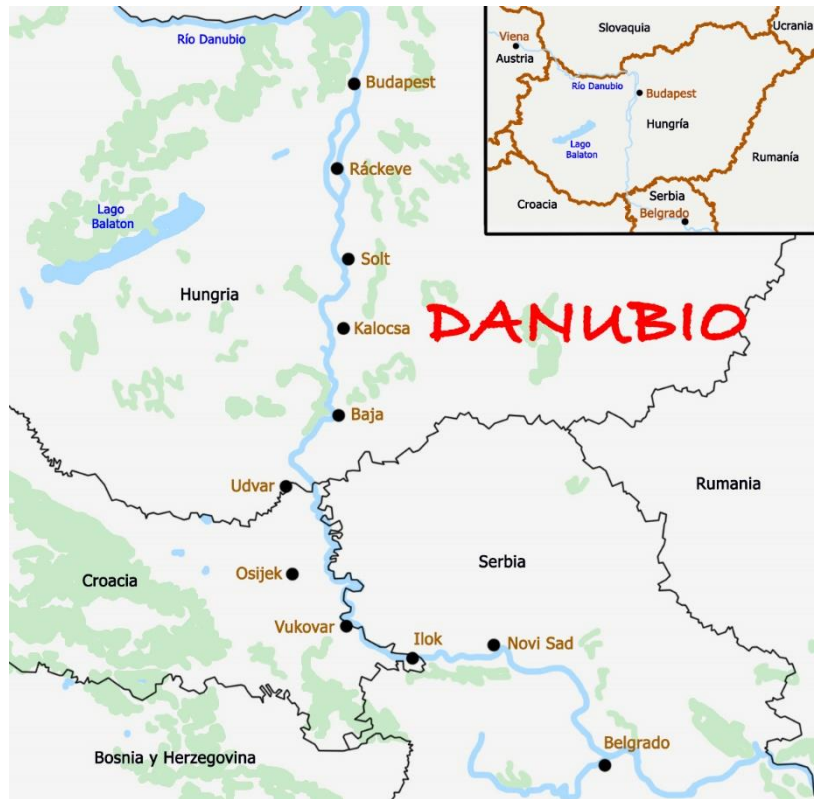 Río Danubio
Budapest
Ráckeve
Lago
Balaton
Solt
Hungria
Kalocsa
DANUBIO
Baja
Udvar
Rumania
Croacia
Osijek
Serbia
Vukovar
Ilok
Novi Sad
Bosnia y Herzegovina
Belgrado
Eslovaquia
Ucrania
Viena
Austria
Río Danubio
Budapest
Hungría
Lago
Balaton
Rumanía
Croacia
Serbia
Belgrado